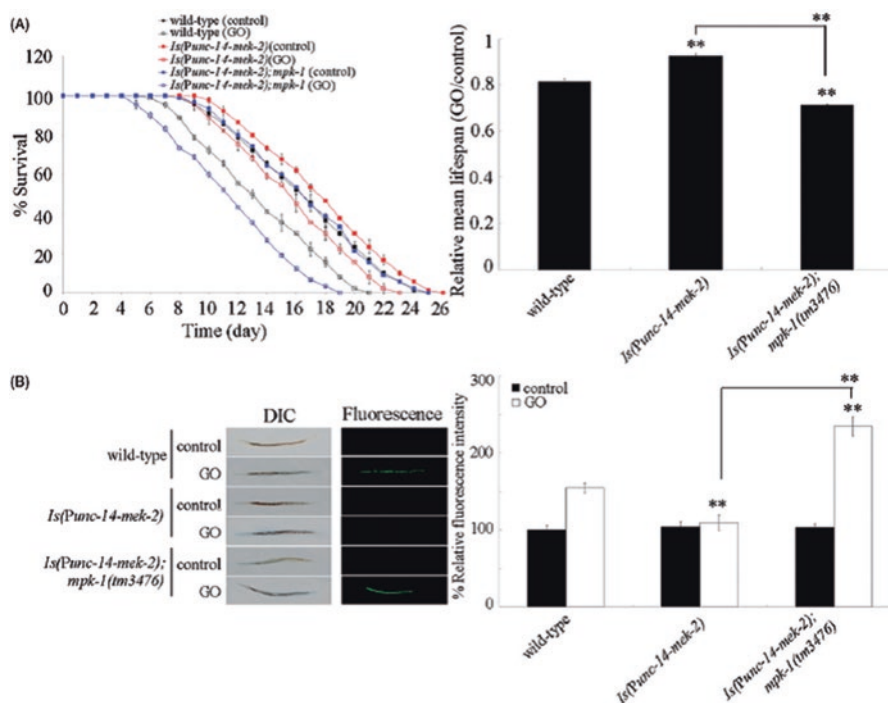 (A)
wild-type (control)
wild-type (GO)
Is(Punc-14-mek-2)(control)
Is(Punc-14-mek-2)(GO)
Is(Punc-14-mek-2);mpk-1 (control)
Is(Punc-14-mek-2);mpk-1 (GO)
% Survival
120
100
80
60
40
20
0
0 2 4 6 8 10 12 14 16 18 20 22 24 26
Time (day)
Relative mean lifespan (GO/control)
1
0.8
0.6
0.4
0.2
0
**
**
**
wild-type
Is(Punc-14-mek-2)
Is(Punc-14-mek-2);
mpk-1(tm3476)
(B)
DIC Fluorescence
wild-type
control
GO
Is(Punc-14-mek-2)
control
GO
Is(Punc-14-mek-2);
mpk-1(tm3476)
control
GO
% Relative fluorescence intensity
300
200
100
0
control
GO
**
**
**
wild-type
Is(Punc-14-mek-2)
Is(Punc-14-mek-2);
mpk-1(tm3476)